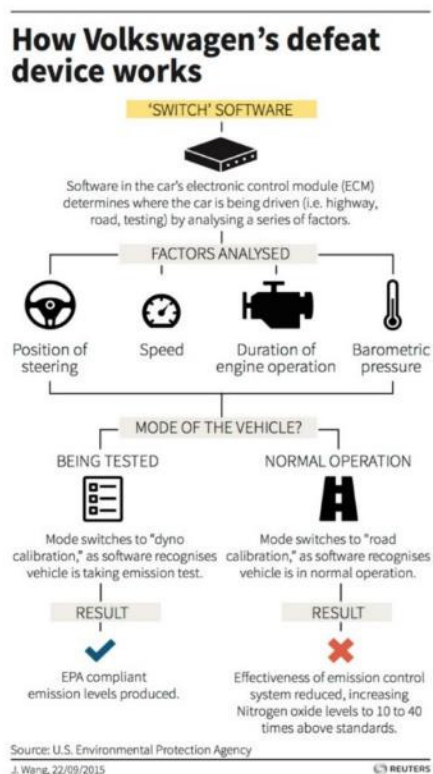 How Volkswagen's defeat
device works
'SWITCH' SOFTWARE
Software in the car's electronic control module (ECM)
determines where the car is being driven (i.e. highway,
road, testing) by analysing a series of factors.
FACTORS ANALYSED
Position of
steering
Speed
Duration of
engine operation
Barometric
pressure
MODE OF THE VEHICLE?
BEING TESTED
Mode switches to "dyno
calibration," as software recognises
vehicle is taking emission test.
RESULT
EPA compliant
emission levels produced.
NORMAL OPERATION
Mode switches to "road
calibration," as software recognises
vehicle is in normal operation.
RESULT
Effectiveness of emission control
system reduced, increasing
Nitrogen oxide levels to 10 to 40
times above standards.
Source: U.S. Environmental Protection Agency
J. Wang, 22/09/2015
REUTERS